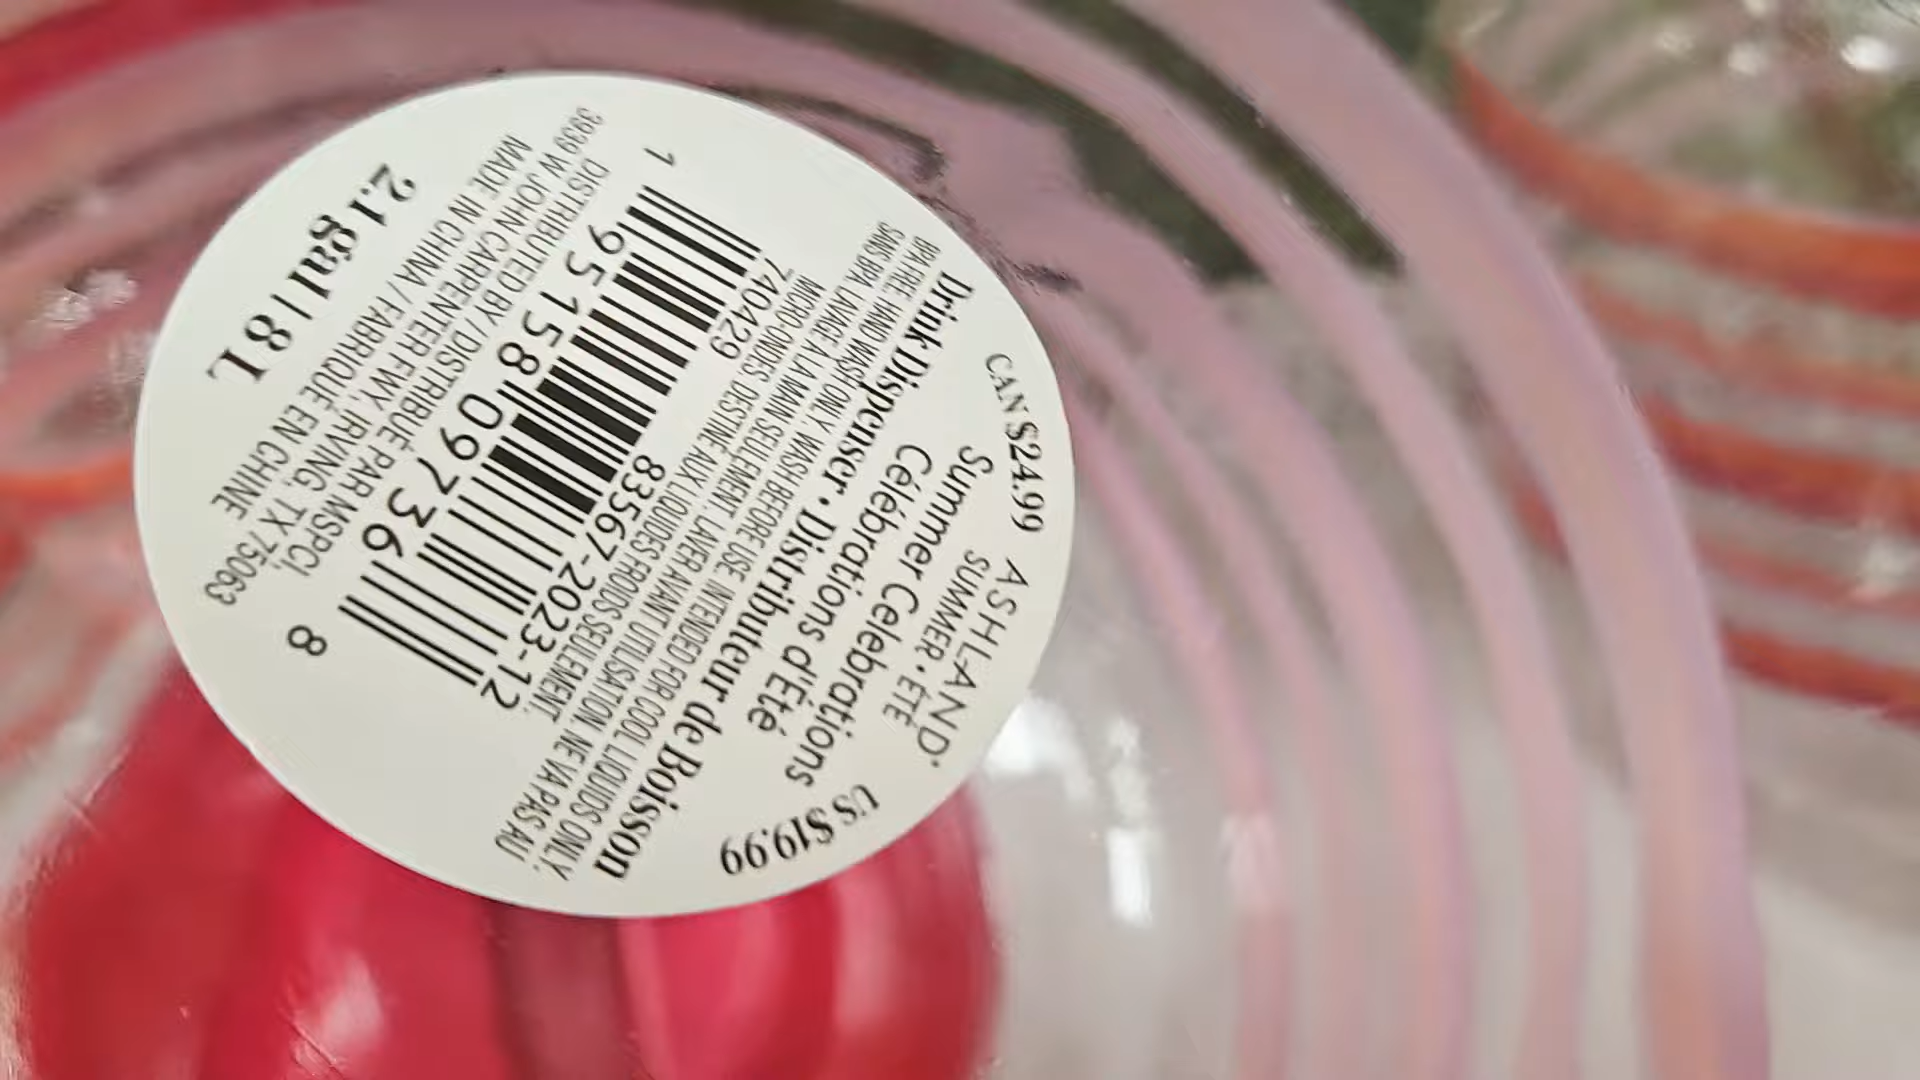 CAN $24.99
ASHLAND®
US $19.99
SUMMER • ÉTÉ
Summer Celebrations
Célébrations d'Été
Drink Dispenser • Distributeur de Boisson
BPA FREE. HAND WASH ONLY. WASH BEFORE USE. INTENDED FOR COOL LIQUIDS ONLY.
SANS BPA. LAVAGE À LA MAIN SEULEMENT. LAVER AVANT UITILISATION. NE VA PAS AU
MICRO-ONDES. DESTINÉ AUX LIQUIDES FROIDS SEULEMENT.
740429 83567-2023-12
1 95158 09736 8
DISTRIBUTED BY / DISTRIBUÉ PAR MSPCI,
3939 W JOHN CARPENTER FWY, IRVING, TX 75063
MADE IN CHINA / FABRIQUÉ EN CHINE
2.1 gal / 8 L